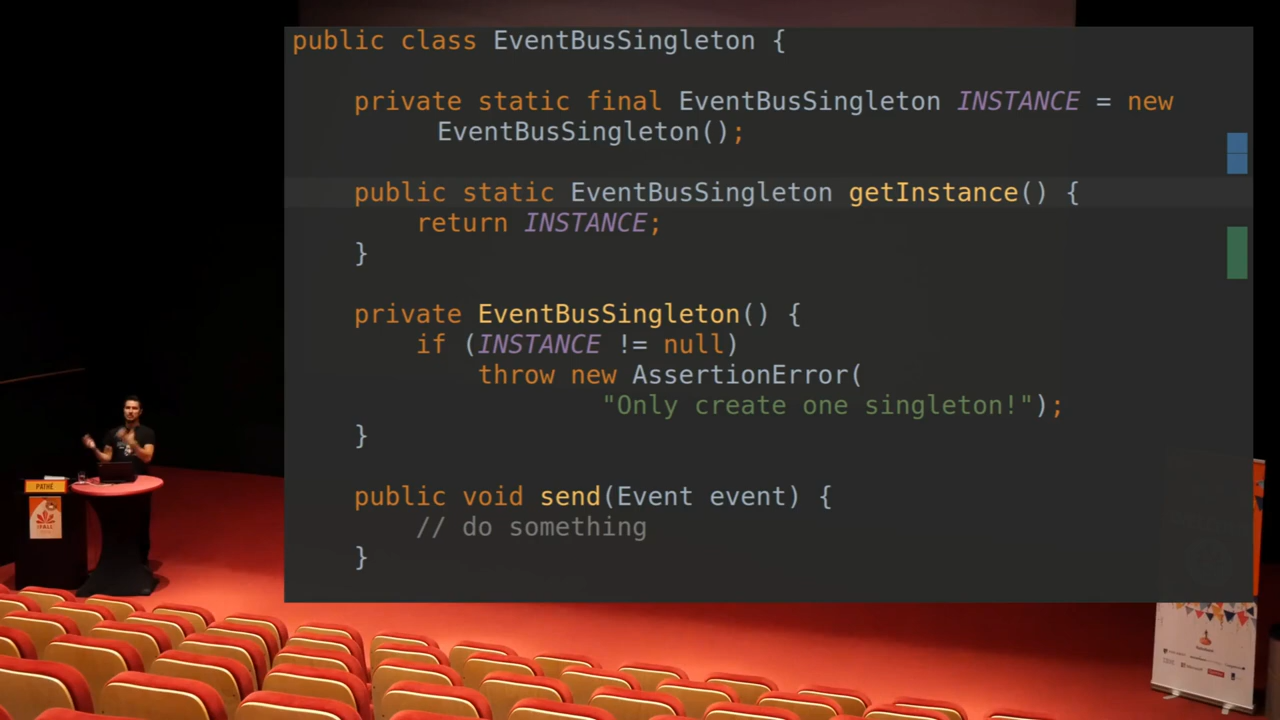 public class EventBusSingleton {
private static final EventBusSingleton INSTANCE = new
EventBusSingleton();
public static EventBusSingleton getInstance() {
return INSTANCE;
}
private EventBusSingleton() {
if (INSTANCE != null)
throw new AssertionError(
"Only create one singleton!");
}
public void send(Event event) {
// do something
}
PATHÉ
JFALL